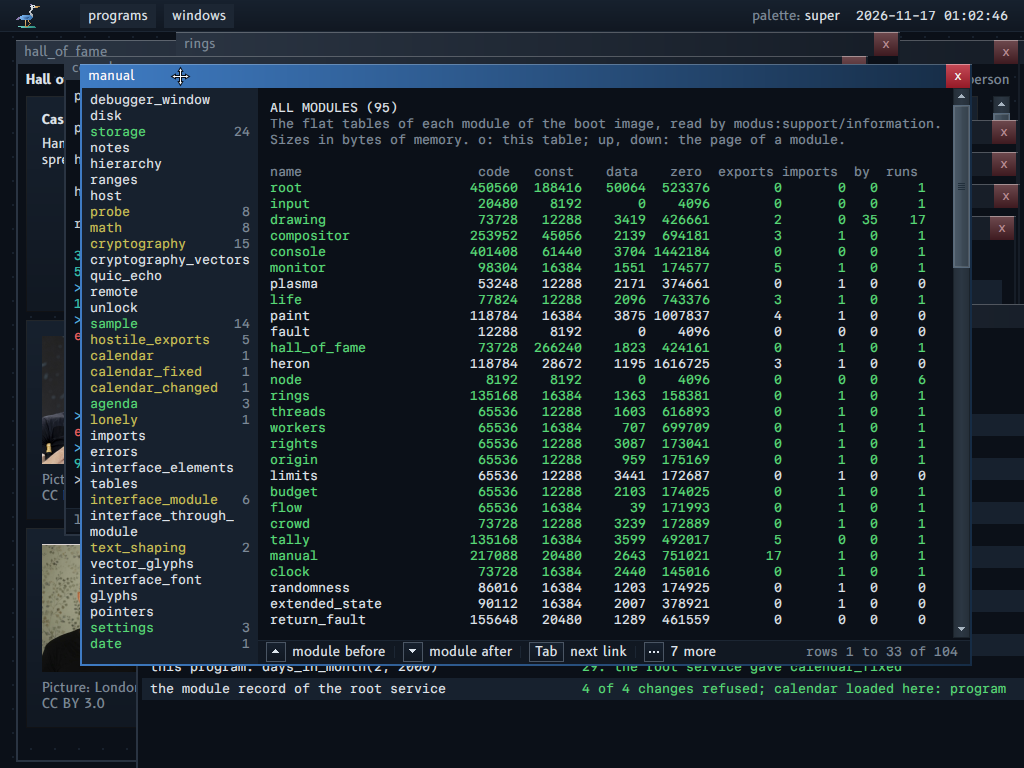 programs windows palette: super 2026-11-17 01:02:46
rings x
hall_of_fame x
manual x
Hall o
person
debugger_window
disk
storage 24
notes
hierarchy
ranges
host
probe 8
math 8
cryptography 15
cryptography_vectors
quic_echo
remote
unlock
sample 14
hostile_exports 5
calendar 1
calendar_fixed 1
calendar_changed 1
agenda 3
lonely 1
imports
errors
interface_elements
tables
interface_module 6
interface_through_
module
text_shaping 2
vector_glyphs
interface_font
glyphs
pointers
settings 3
date 1
ALL MODULES (95)
The flat tables of each module of the boot image, read by modus:support/information.
Sizes in bytes of memory. o: this table; up, down: the page of a module.
name code const data zero exports imports by runs
root 450560 188416 50064 523376 0 0 0 1
input 20480 8192 0 4096 0 0 0 1
drawing 73728 12288 3419 426661 2 0 35 17
compositor 253952 45056 2139 694181 3 1 0 1
console 401408 61440 3704 1442184 0 1 0 1
monitor 98304 16384 1551 174577 5 1 0 1
plasma 53248 12288 2171 374661 0 1 0 0
life 77824 12288 2096 743376 3 1 0 1
paint 118784 16384 3875 1007837 4 1 0 0
fault 12288 8192 0 4096 0 0 0 0
hall_of_fame 73728 266240 1823 424161 0 1 0 1
heron 118784 28672 1195 1616725 3 1 0 0
node 8192 8192 0 4096 0 0 0 6
rings 135168 16384 1363 158381 0 1 0 1
threads 65536 12288 1603 616893 0 1 0 1
workers 65536 16384 707 699709 0 1 0 1
rights 65536 12288 3087 173041 0 1 0 1
origin 65536 12288 959 175169 0 1 0 1
limits 65536 12288 3441 172687 0 1 0 0
budget 65536 12288 2103 174025 0 1 0 1
flow 65536 16384 39 171993 0 1 0 1
crowd 73728 12288 3239 172889 0 1 0 1
tally 135168 16384 3599 492017 5 1 0 1
manual 217088 20480 2643 751021 17 1 0 1
clock 73728 16384 2440 145016 0 1 0 1
randomness 86016 16384 1203 174925 0 1 0 0
extended_state 90112 16384 2007 378921 0 1 0 0
return_fault 155648 20480 1289 461559 0 0 0 0
module before module after Tab next link ··· 7 more rows 1 to 33 of 104
Cas
Han
spre
Pict
CC
Picture: Londo
CC BY 3.0
the module record of the root service 4 of 4 changes refused; calendar loaded here: program